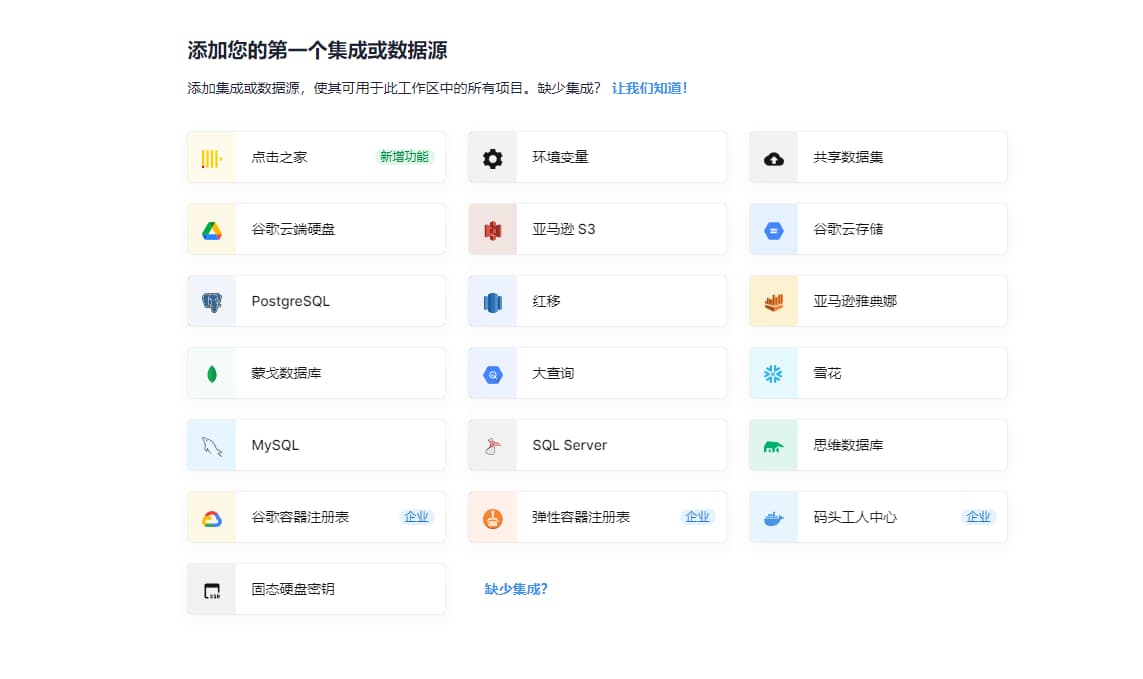 添加您的第一个集成或数据源
添加集成或数据源，使其可用于此工作区中的所有项目。缺少集成？ 让我们知道！
点击之家 新增功能 环境变量 共享数据集
谷歌云端硬盘 亚马逊 S3 谷歌云存储
PostgreSQL 红移 亚马逊雅典娜
蒙戈数据库 大查询 雪花
MySQL SQL Server 思维数据库
谷歌容器注册表 企业 弹性容器注册表 企业 码头工人中心 企业
固态硬盘密钥 缺少集成？